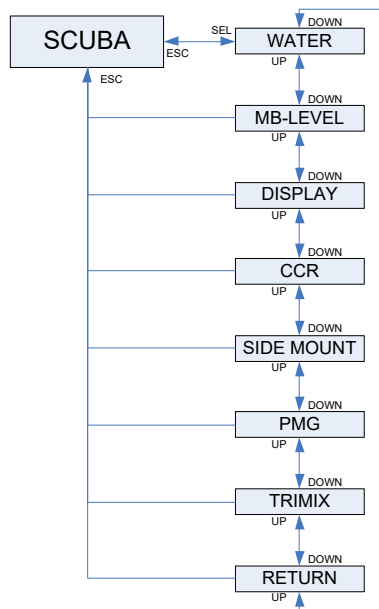 DOWN
SCUBA
SEL
WATER
ESC
UP
ESC
DOWN
MB-LEVEL
UP
DOWN
DISPLAY
UP
DOWN
CCR
UP
DOWN
SIDE MOUNT
UP
DOWN
PMG
UP
DOWN
TRIMIX
UP
DOWN
RETURN
UP